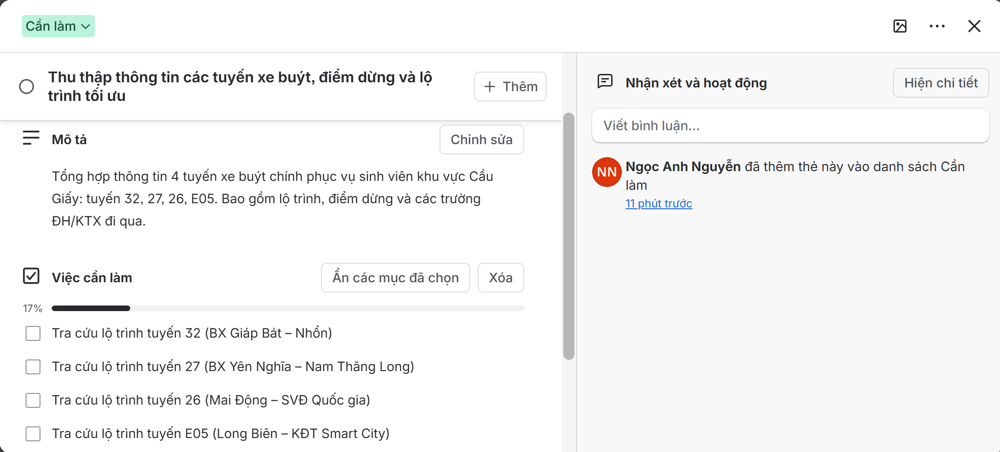 Cần làm
Thu thập thông tin các tuyến xe buýt, điểm dừng và lộ
trình tối ưu
Thêm
Mô tả
Chỉnh sửa
Tổng hợp thông tin 4 tuyến xe buýt chính phục vụ sinh viên khu vực Cầu
Giấy: tuyến 32, 27, 26, E05. Bao gồm lộ trình, điểm dừng và các trường
ĐH/KTX đi qua.
Việc cần làm
Ẩn các mục đã chọn
Xóa
17%
Tra cứu lộ trình tuyến 32 (BX Giáp Bát – Nhổn)
Tra cứu lộ trình tuyến 27 (BX Yên Nghĩa – Nam Thăng Long)
Tra cứu lộ trình tuyến 26 (Mai Động – SVĐ Quốc gia)
Tra cứu lộ trình tuyến E05 (Long Biên – KĐT Smart City)
Nhận xét và hoạt động
Hiện chi tiết
Viết bình luận...
NN
Ngọc Anh Nguyễn đã thêm thẻ này vào danh sách Cần
làm
11 phút trước